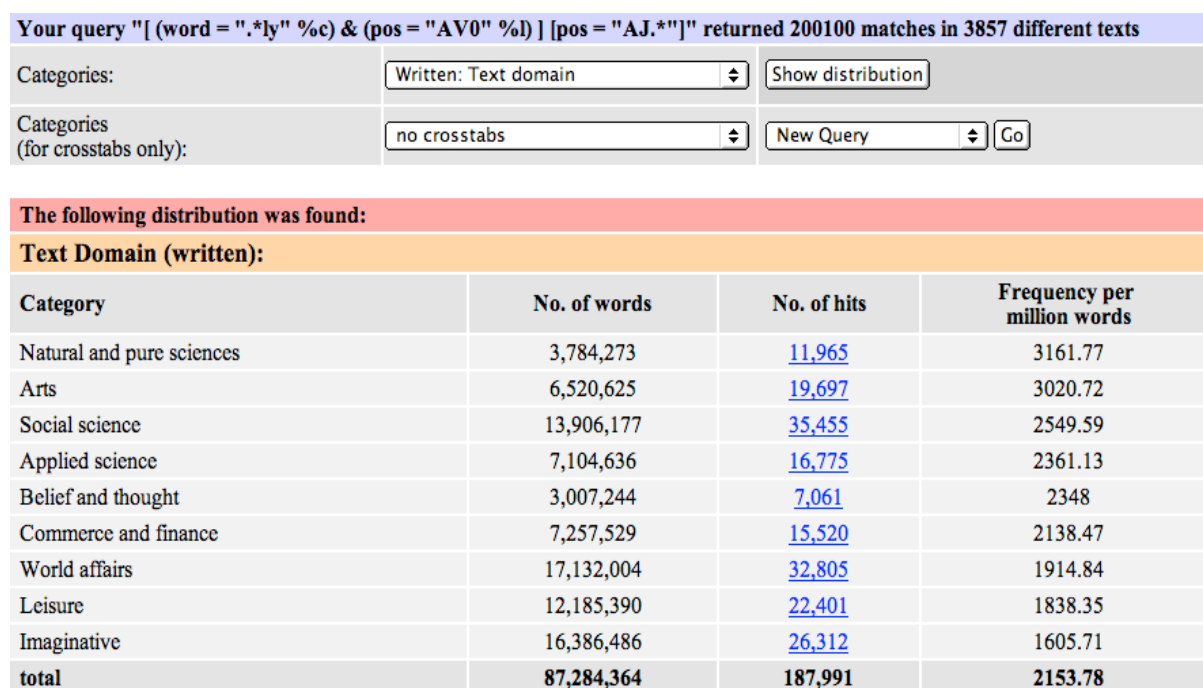 Your query "[ (word = ".*ly" %c) & (pos = "AV0" %l) ] [pos = "AJ.*"]" returned 200100 matches in 3857 different texts
Categories: Written: Text domain Show distribution
Categories
(for crosstabs only): no crosstabs New Query Go
The following distribution was found:
Text Domain (written):
Category No. of words No. of hits Frequency per million words
Natural and pure sciences 3,784,273 11,965 3161.77
Arts 6,520,625 19,697 3020.72
Social science 13,906,177 35,455 2549.59
Applied science 7,104,636 16,775 2361.13
Belief and thought 3,007,244 7,061 2348
Commerce and finance 7,257,529 15,520 2138.47
World affairs 17,132,004 32,805 1914.84
Leisure 12,185,390 22,401 1838.35
Imaginative 16,386,486 26,312 1605.71
total 87,284,364 187,991 2153.78